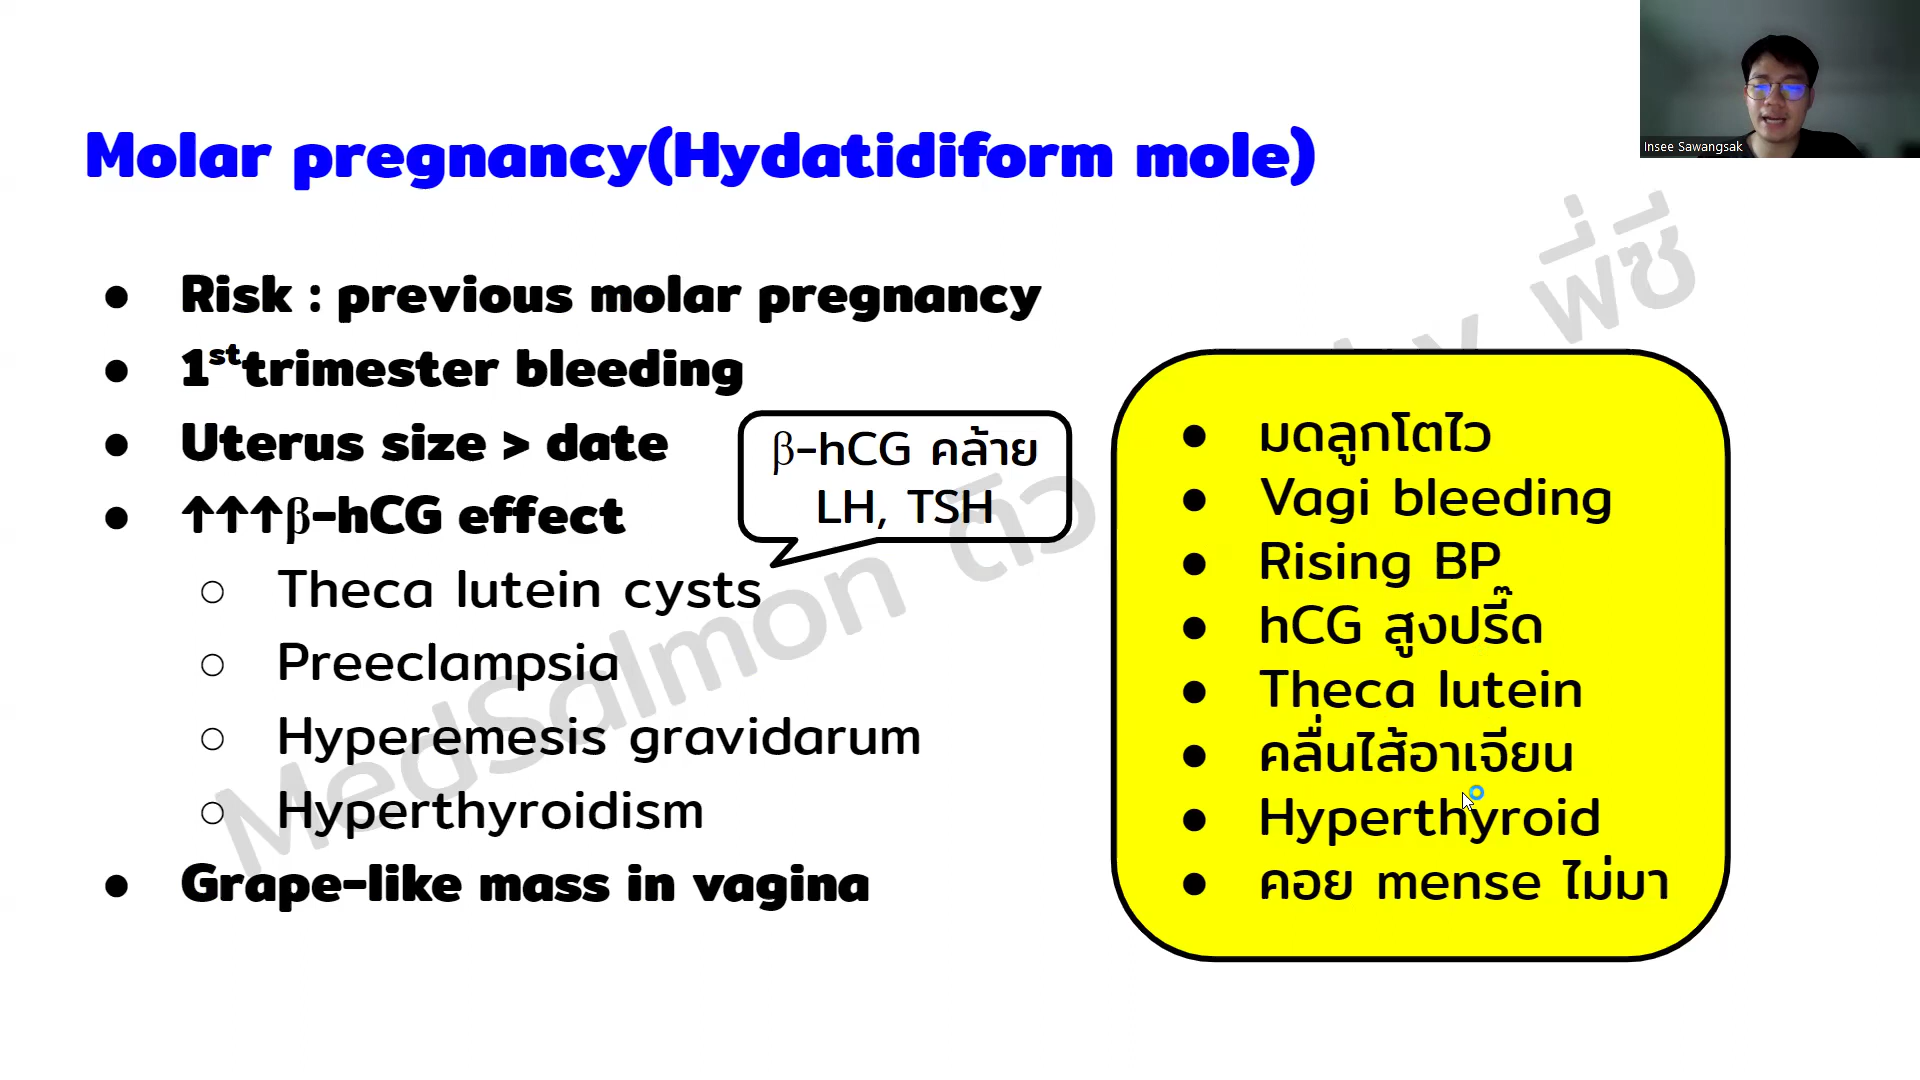 Insee Sawangsak
Molar pregnancy(Hydatidiform mole)
● Risk : previous molar pregnancy
● 1sttrimester bleeding
● Uterus size > date
● ↑↑↑β-hCG effect
○ Theca lutein cysts
○ Preeclampsia
○ Hyperemesis gravidarum
○ Hyperthyroidism
● Grape-like mass in vagina
β-hCG คล้าย
LH, TSH
● มดลูกโตไว
● Vagi bleeding
● Rising BP
● hCG สูงปรี๊ด
● Theca lutein
● คลื่นไส้อาเจียน
● Hyperthyroid
● คอย mense ไม่มา
MedSalmon ติว by พี่ซี